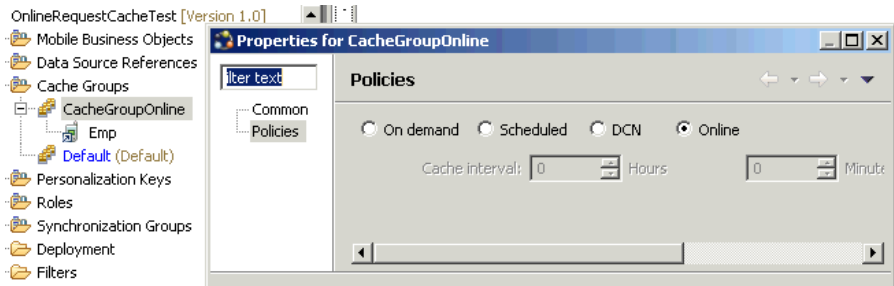 OnlineRequestCacheTest [Version 1.0]
Mobile Business Objects
Data Source References
Cache Groups
CacheGroupOnline
Emp
Default (Default)
Personalization Keys
Roles
Synchronization Groups
Deployment
Filters
Properties for CacheGroupOnline
ilter text
Common
Policies
Policies
On demand Scheduled DCN Online
Cache interval: 0 Hours 0 Minute